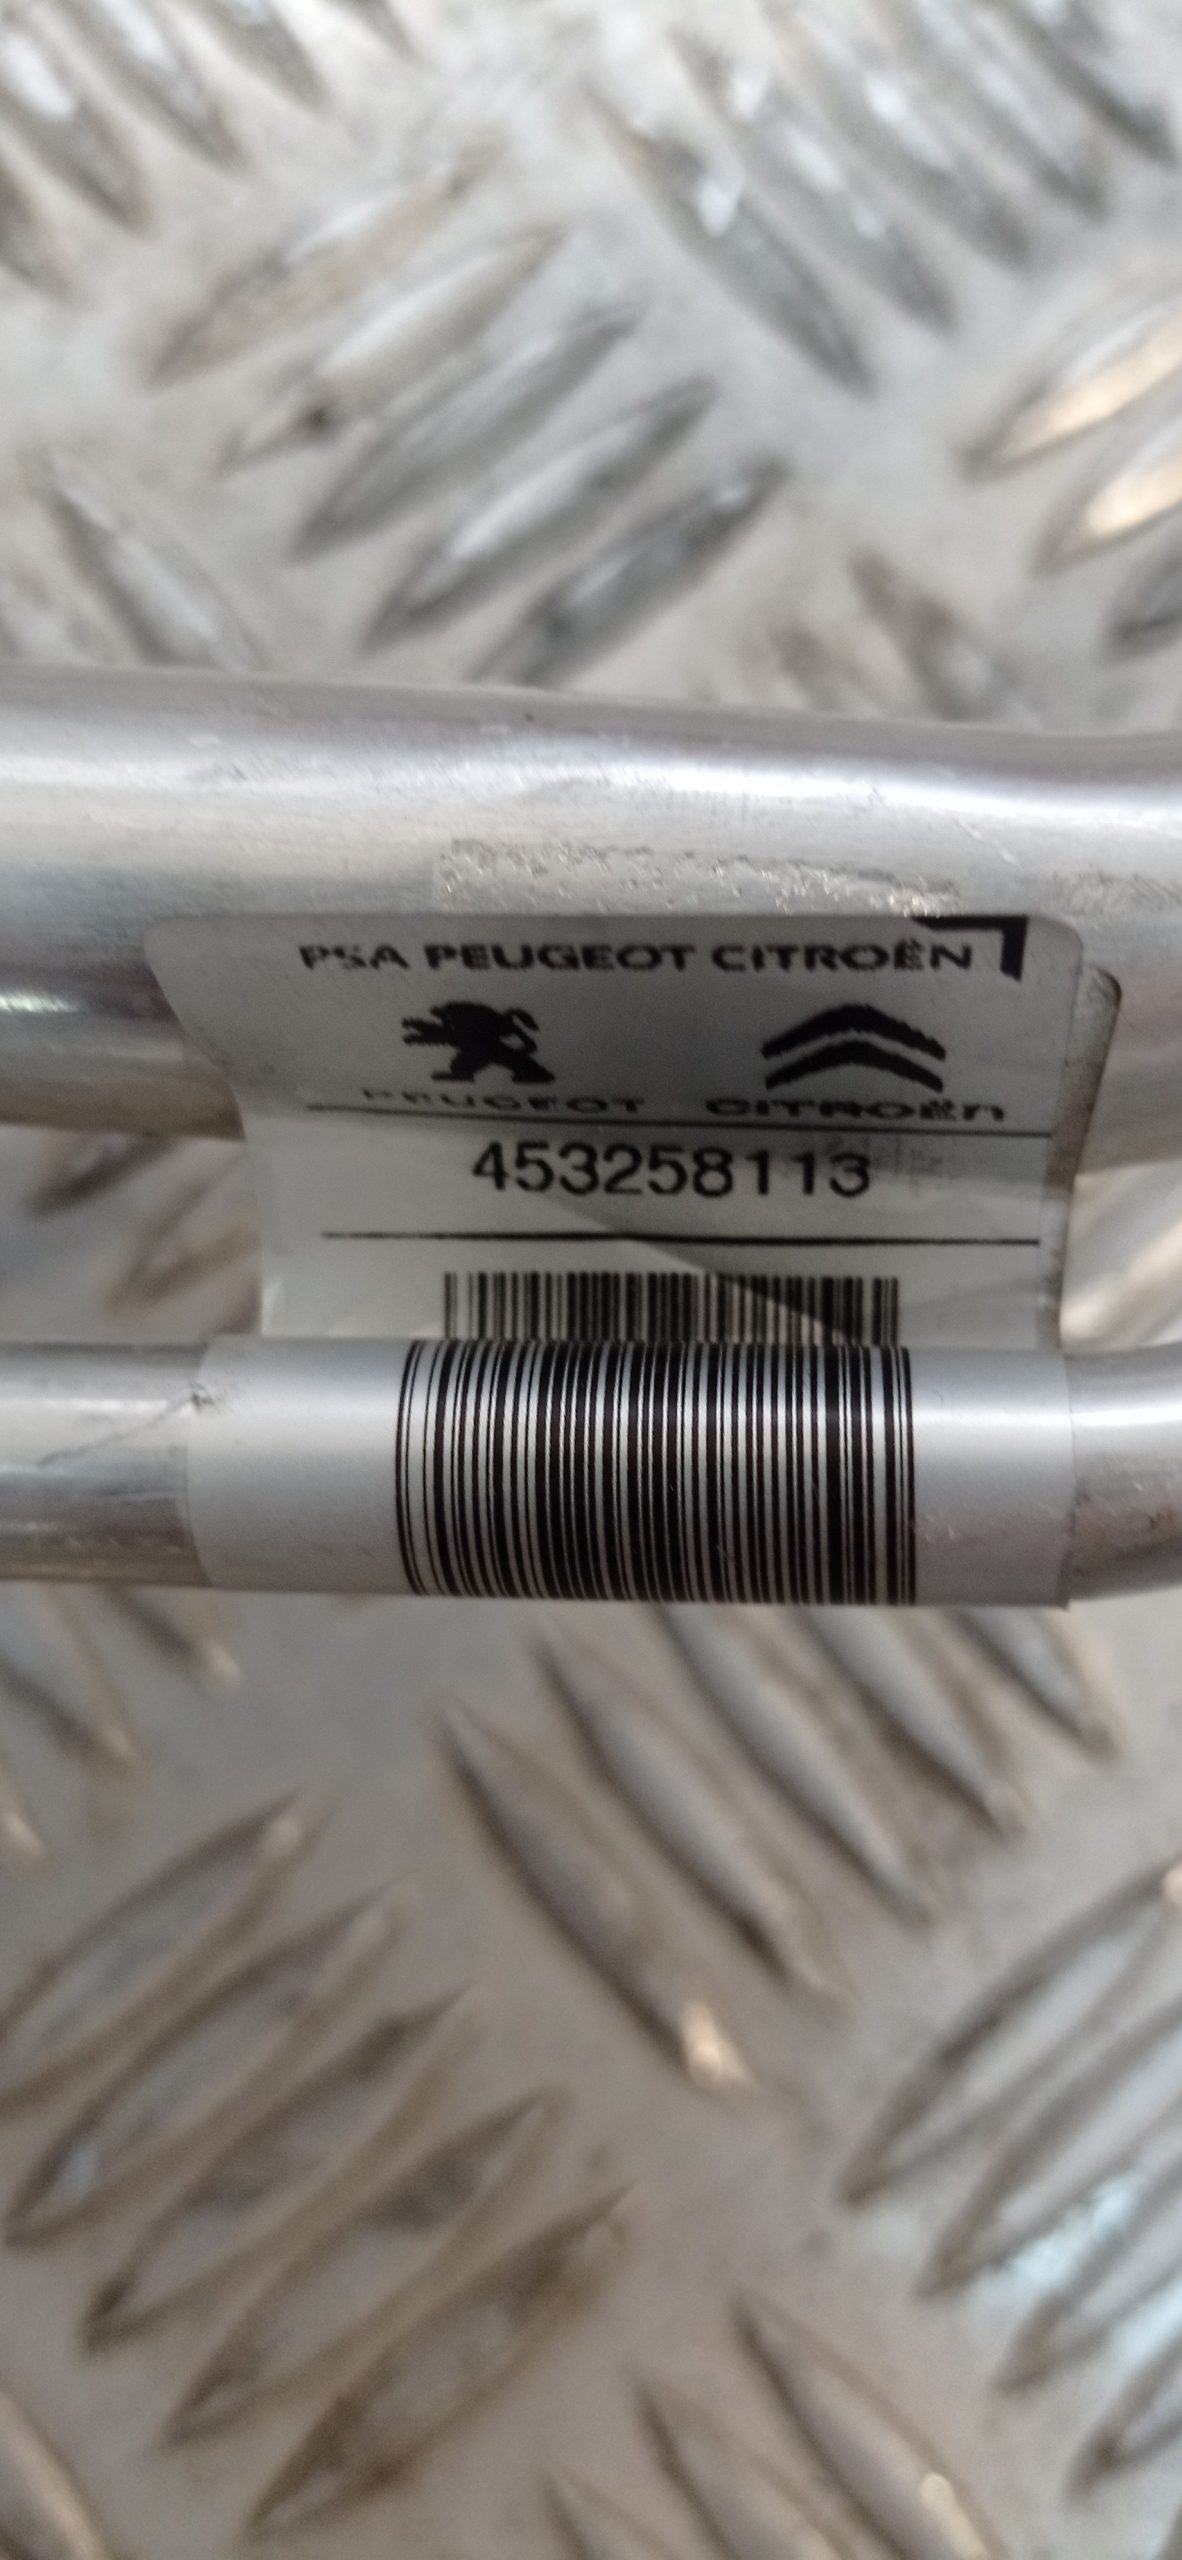 PSA PEUGEOT CITROËN
PEUGEOT CITROËN
453258113